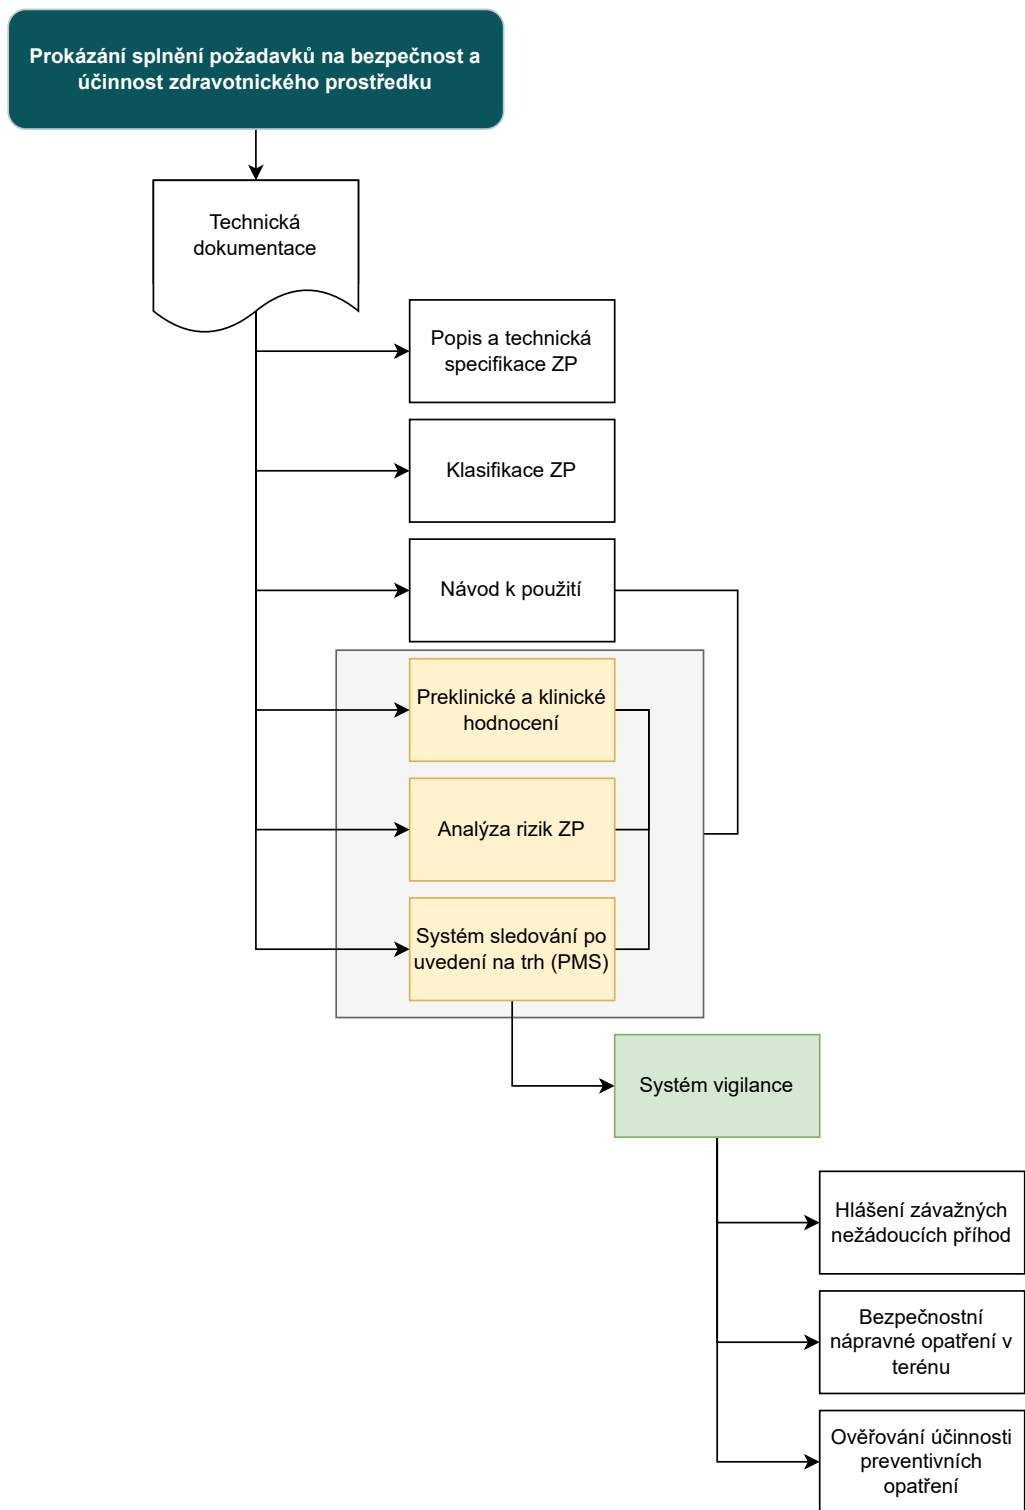 Prokázání splnění požadavků na bezpečnost a
účinnost zdravotnického prostředku
Technická
dokumentace
Popis a technická
specifikace ZP
Klasifikace ZP
Návod k použití
Preklinické a klinické
hodnocení
Analýza rizik ZP
Systém sledování po
uvedení na trh (PMS)
Systém vigilance
Hlášení závažných
nežádoucích příhod
Bezpečnostní
nápravné opatření v
terénu
Ověřování účinnosti
preventivních
opatření